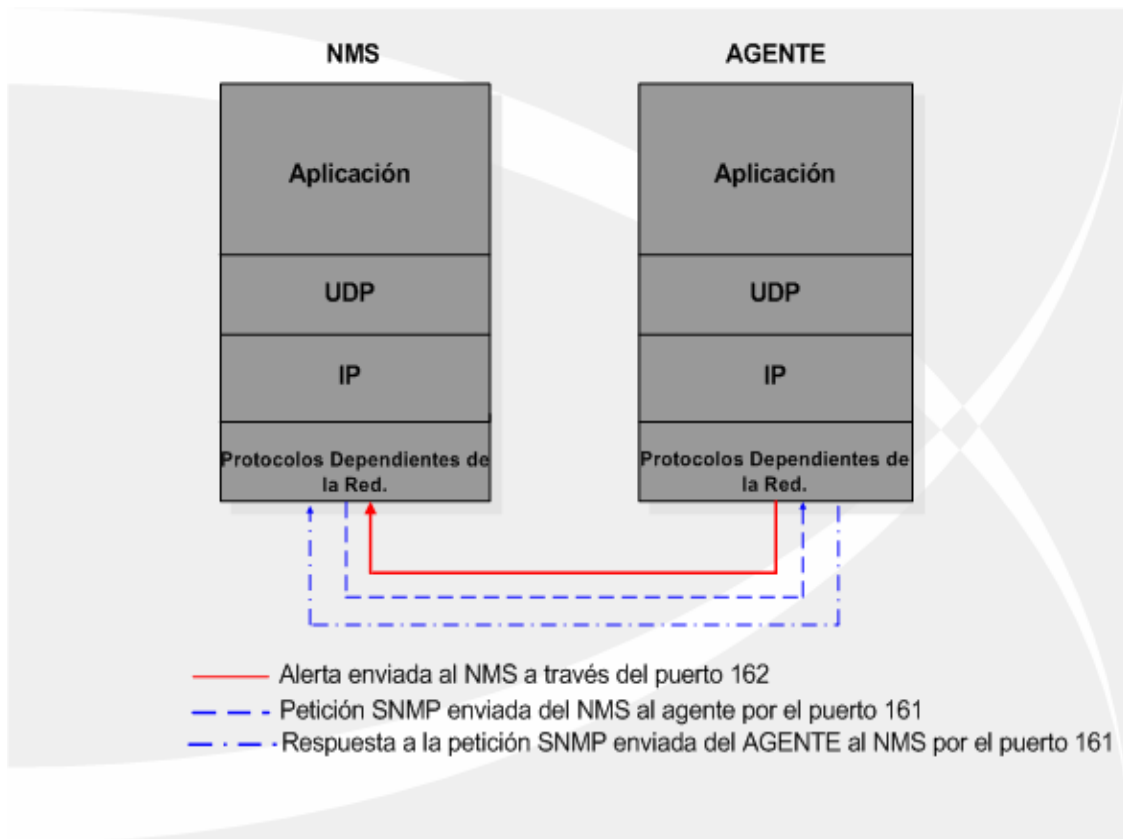 NMS
AGENTE
Aplicación
Aplicación
UDP
UDP
IP
IP
Protocolos Dependientes de
la Red.
Protocolos Dependientes de
la Red.
Alerta enviada al NMS a través del puerto 162
Petición SNMP enviada del NMS al agente por el puerto 161
Respuesta a la petición SNMP enviada del AGENTE al NMS por el puerto 161